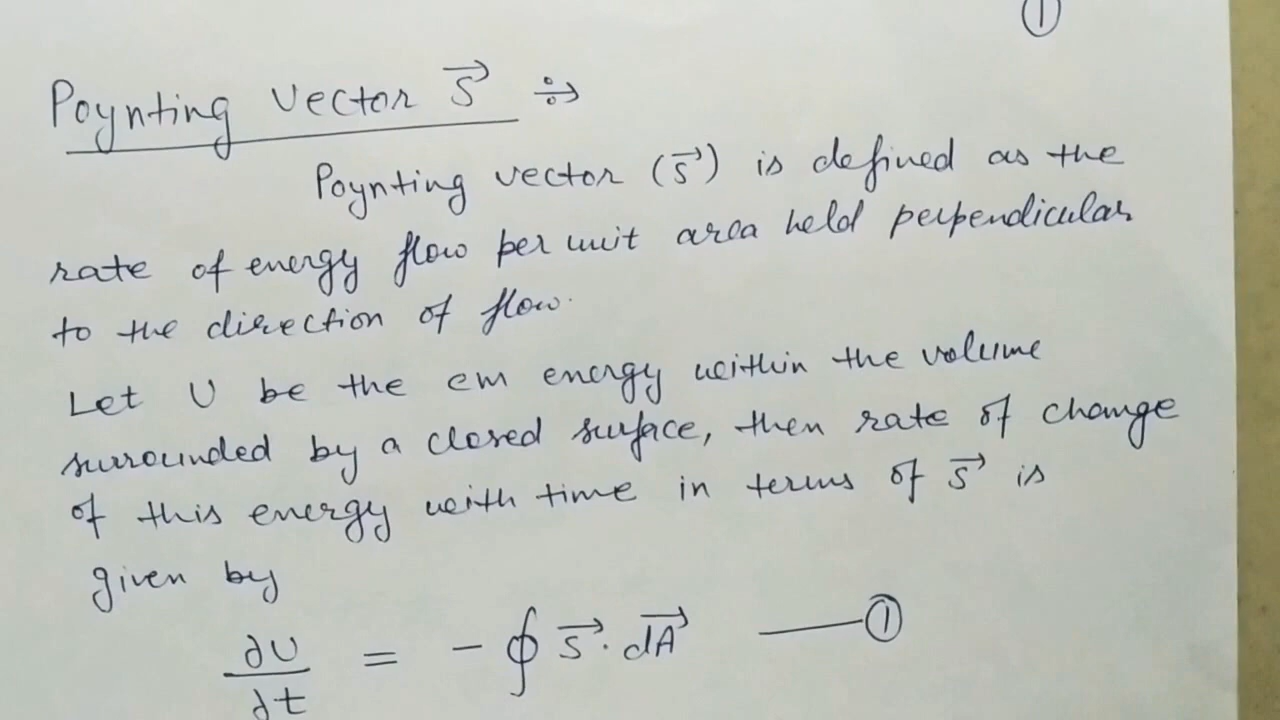 ①
Poynting vector S⃗ ÷→
Poynting vector (S⃗) is defined as the
rate of energy flow per unit area held perpendicular
to the direction of flow.
Let U be the em energy within the volume
surrounded by a closed surface, then rate of change
of this energy with time in terms of S⃗ is
given by
∂U/∂t = - ∮ S⃗ · dA⃗ —— ①